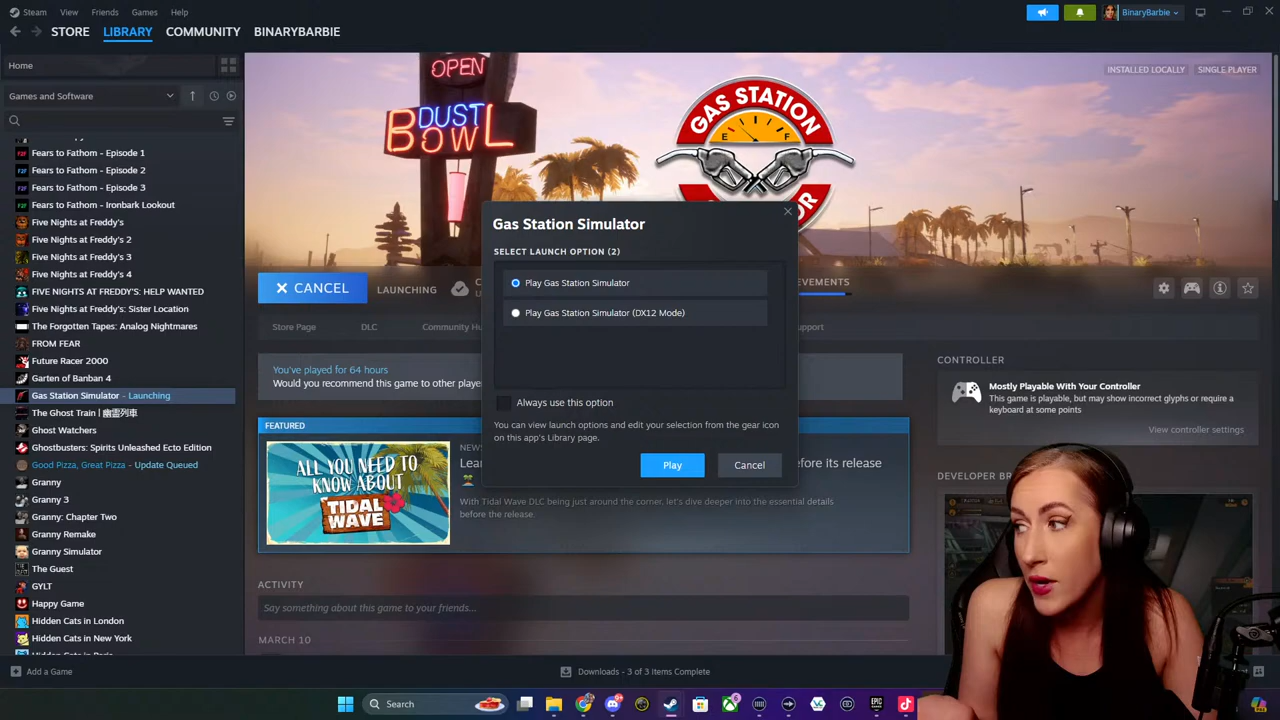 Steam View Friends Games Help
BinaryBarbie
STORE LIBRARY COMMUNITY BINARYBARBIE
Home
Games and Software
Fears to Fathom - Episode 1
Fears to Fathom - Episode 2
Fears to Fathom - Episode 3
Fears to Fathom - Ironbark Lookout
Five Nights at Freddy's
Five Nights at Freddy's 2
Five Nights at Freddy's 3
Five Nights at Freddy's 4
FIVE NIGHTS AT FREDDY'S: HELP WANTED
Five Nights at Freddy's: Sister Location
The Forgotten Tapes: Analog Nightmares
FROM FEAR
Future Racer 2000
Garten of Banban 4
Gas Station Simulator - Launching
The Ghost Train | 幽霊列車
Ghost Watchers
Ghostbusters: Spirits Unleashed Ecto Edition
Good Pizza, Great Pizza - Update Queued
Granny
Granny 3
Granny: Chapter Two
Granny Remake
Granny Simulator
The Guest
GYLT
Happy Game
Hidden Cats in London
Hidden Cats in New York
Add a Game
OPEN
DUST
BOWL
GAS STATION
E F
INSTALLED LOCALLY SINGLE PLAYER
CANCEL
LAUNCHING
Store Page DLC
You've played for 64 hours
Would you recommend this game to other
FEATURED
ALL YOU NEED TO
KNOW ABOUT
TIDAL
WAVE
before its release
With Tidal Wave DLC being just around the corner, let's dive deeper into the essential details
before the release.
ACTIVITY
Say something about this game to your friends...
MARCH 10
Gas Station Simulator
SELECT LAUNCH OPTION (2)
Play Gas Station Simulator
Play Gas Station Simulator (DX12 Mode)
Always use this option
You can view launch options and edit your selection from the gear icon
on this app's Library page.
Play Cancel
CONTROLLER
Mostly Playable With Your Controller
This game is playable, but may show incorrect glyphs or require a
keyboard at some points
View controller settings
Downloads - 3 of 3 Items Complete
Search